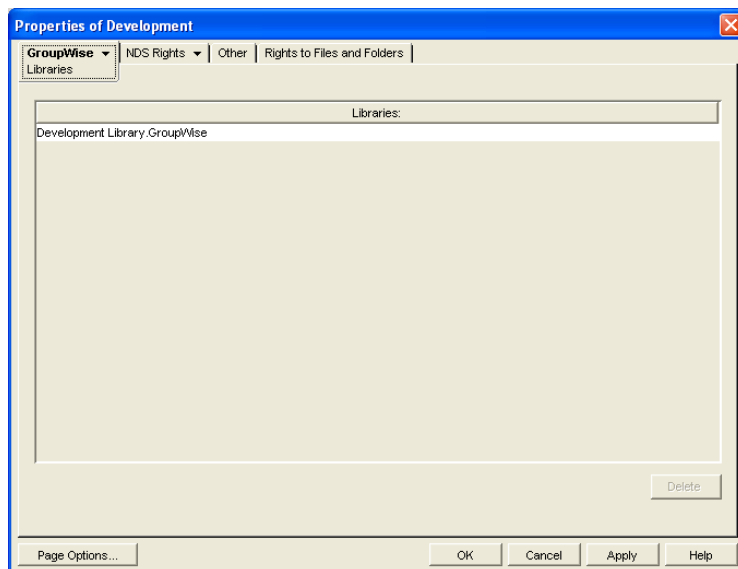 Properties of Development
GroupWise
NDS Rights
Other
Rights to Files and Folders
Libraries
Libraries:
Development Library.GroupWise
Delete
Page Options...
OK
Cancel
Apply
Help